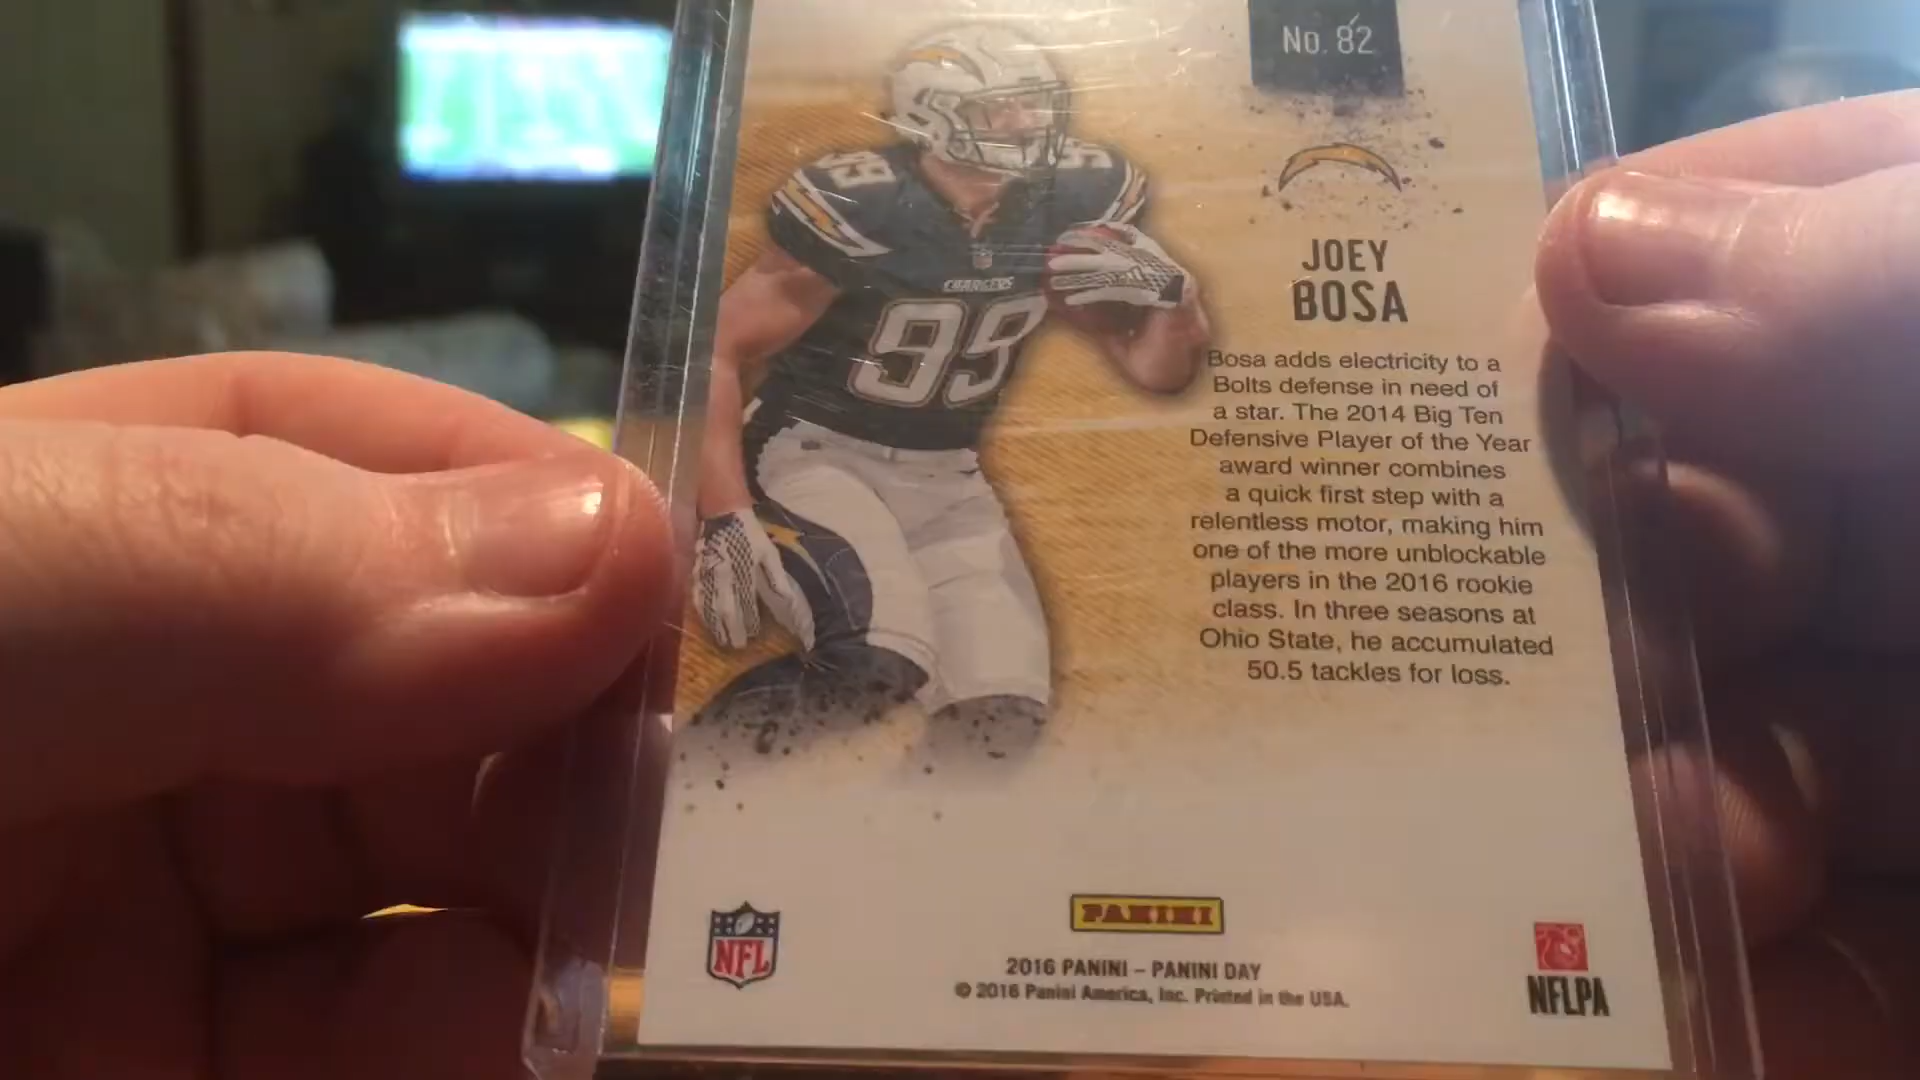 No. 82
JOEY
BOSA
Bosa adds electricity to a
Bolts defense in need of
a star. The 2014 Big Ten
Defensive Player of the Year
award winner combines
a quick first step with a
relentless motor, making him
one of the more unblockable
players in the 2016 rookie
class. In three seasons at
Ohio State, he accumulated
50.5 tackles for loss.
99
CHARGERS
99
NFL
PANINI
2016 PANINI – PANINI DAY
© 2016 Panini America, Inc. Printed in the USA.
NFLPA